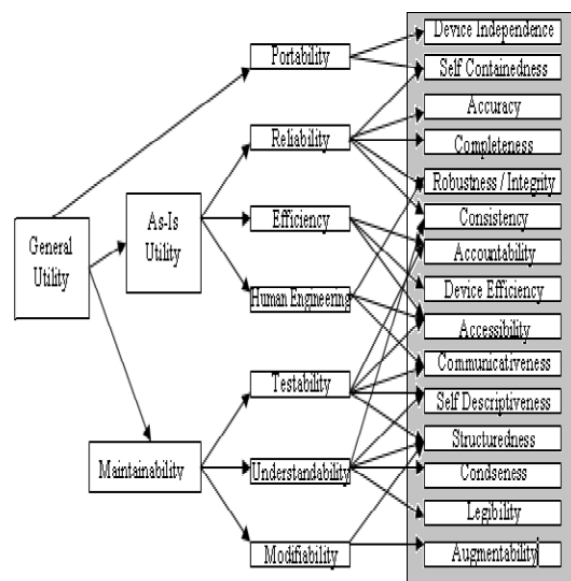 General
Utility
As-Is
Utility
Maintainability
Portability
Reliability
Efficiency
Human Engineering
Testability
Understandability
Modifiability
Device Independence
Self Containedness
Accuracy
Completeness
Robustness / Integrity
Consistency
Accountability
Device Efficiency
Accessibility
Communicativeness
Self Descriptiveness
Structuredness
Condseness
Legibility
Augmentability